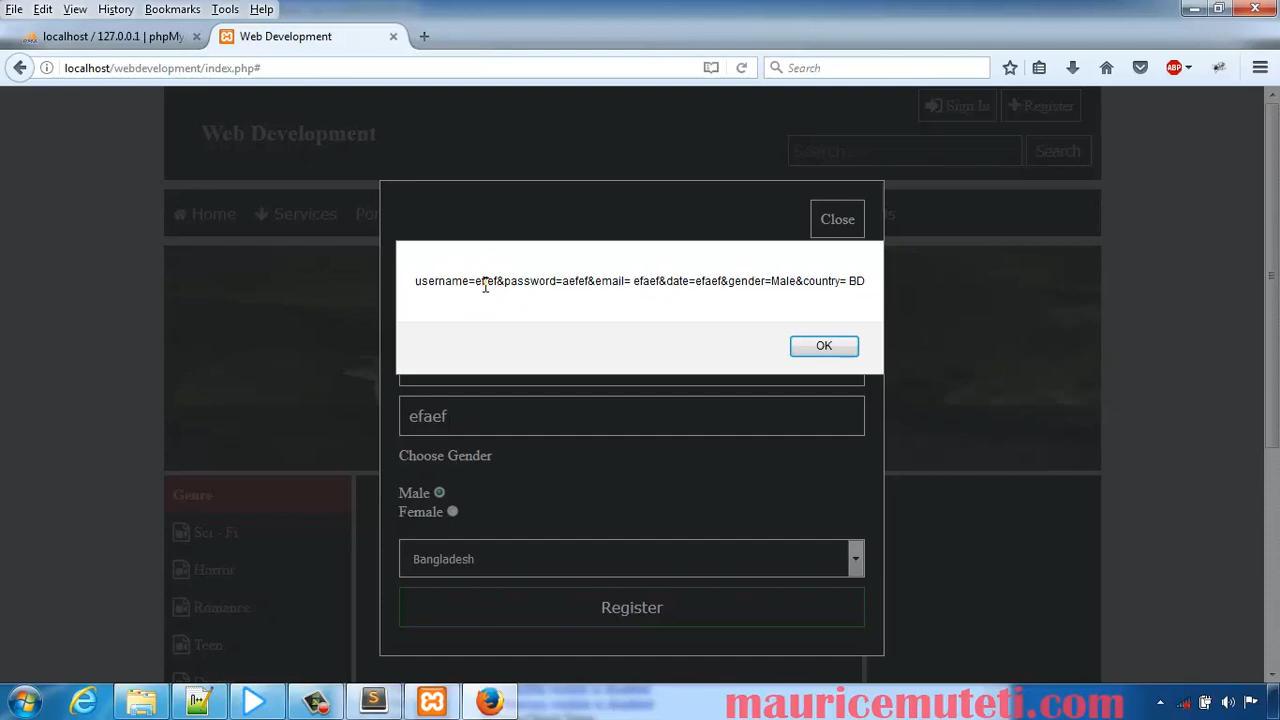 File Edit View History Bookmarks Tools Help
localhost / 127.0.0.1 | phpMy
Web Development
localhost/webdevelopment/index.php#
Search
ABP
Web Development
Sign In
Register
Search
Home
Services
Close
username=efef&password=aefef&email= efaef&date=efaef&gender=Male&country= BD
OK
efaef
Choose Gender
Male
Female
Bangladesh
Register
Genre
Sci - Fi
Horror
Romance
Teen
mauricemuteti.com